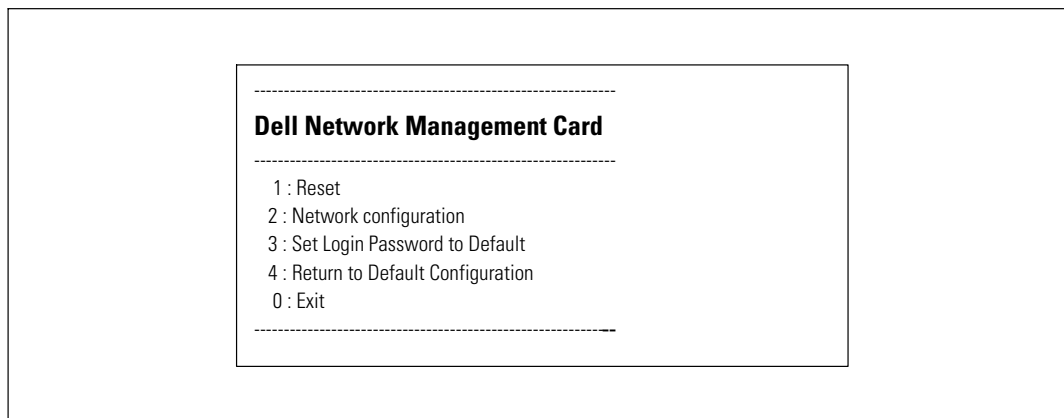 ------------------------------------------------------------
Dell Network Management Card
------------------------------------------------------------
1 : Reset
2 : Network configuration
3 : Set Login Password to Default
4 : Return to Default Configuration
0 : Exit
------------------------------------------------------------